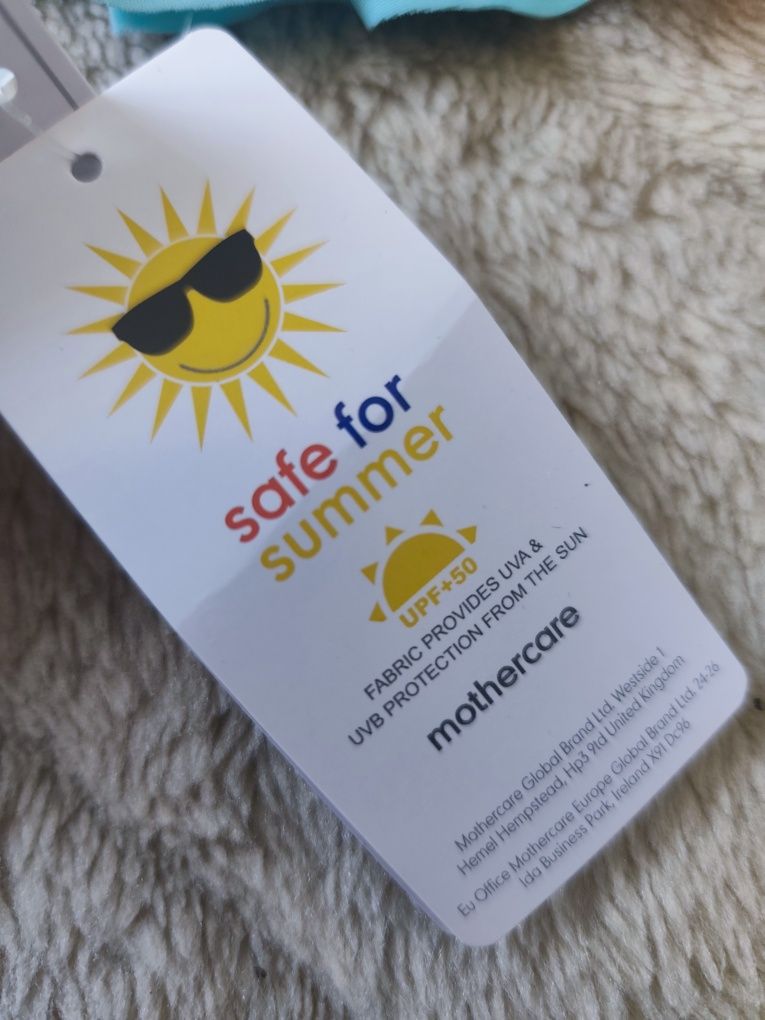 safe for
summer
UPF+50
FABRIC PROVIDES UVA &
UVB PROTECTION FROM THE SUN
mothercare
Mothercare Global Brand Ltd. Westside 1
Hemel Hempstead, Hp3 9td United Kingdom
Eu Office Mothercare Europe Global Brand Ltd. 24-26
Ida Business Park, Ireland X91 Dc96